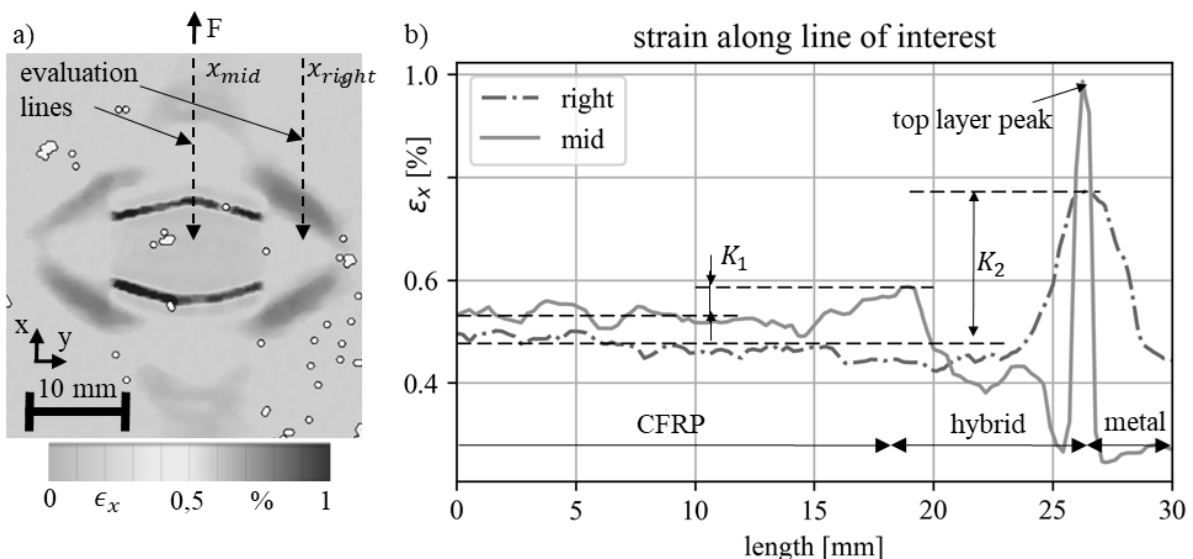 a)
F
evaluation
lines
x_mid
x_right
x
y
10 mm
0 ϵ_x 0,5 % 1
b)
strain along line of interest
right
mid
top layer peak
K_1
K_2
CFRP
hybrid
metal
ε_x [%]
1.0
0.6
0.4
0 5 10 15 20 25 30
length [mm]